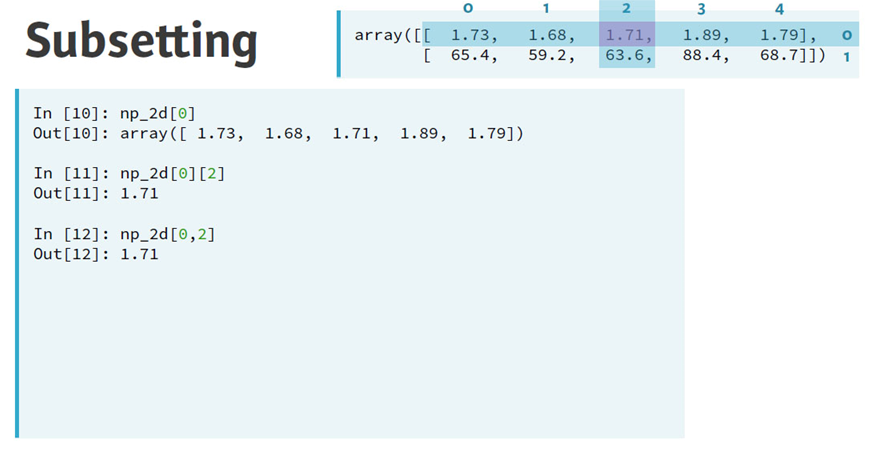 Subsetting
0 1 2 3 4
array([[ 1.73, 1.68, 1.71, 1.89, 1.79], 0
[ 65.4, 59.2, 63.6, 88.4, 68.7]]) 1
In [10]: np_2d[0]
Out[10]: array([ 1.73, 1.68, 1.71, 1.89, 1.79])
In [11]: np_2d[0][2]
Out[11]: 1.71
In [12]: np_2d[0,2]
Out[12]: 1.71